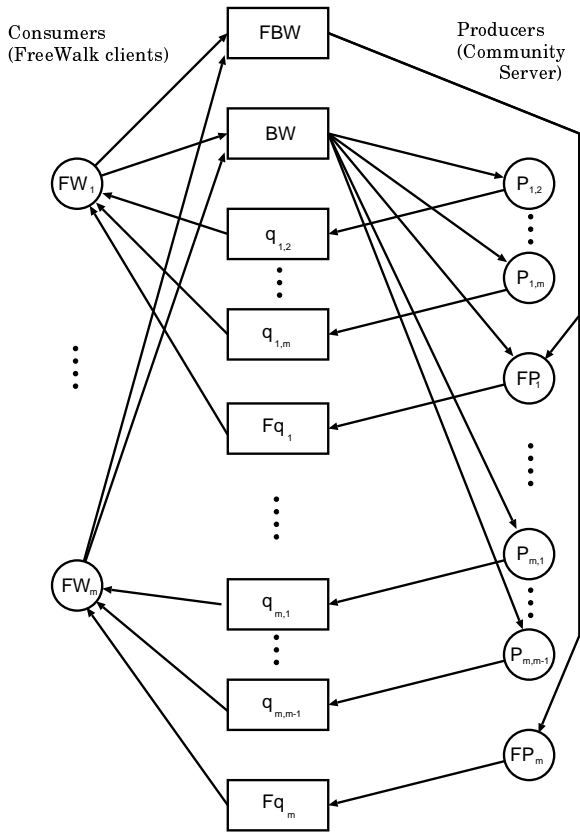 Consumers
(FreeWalk clients)
Producers
(Community
Server)
FBW
BW
FW1
P1,2
q1,2
P1,m
q1,m
FP1
Fq1
Pm,1
FWm
qm,1
Pm,m-1
qm,m-1
FPm
Fqm